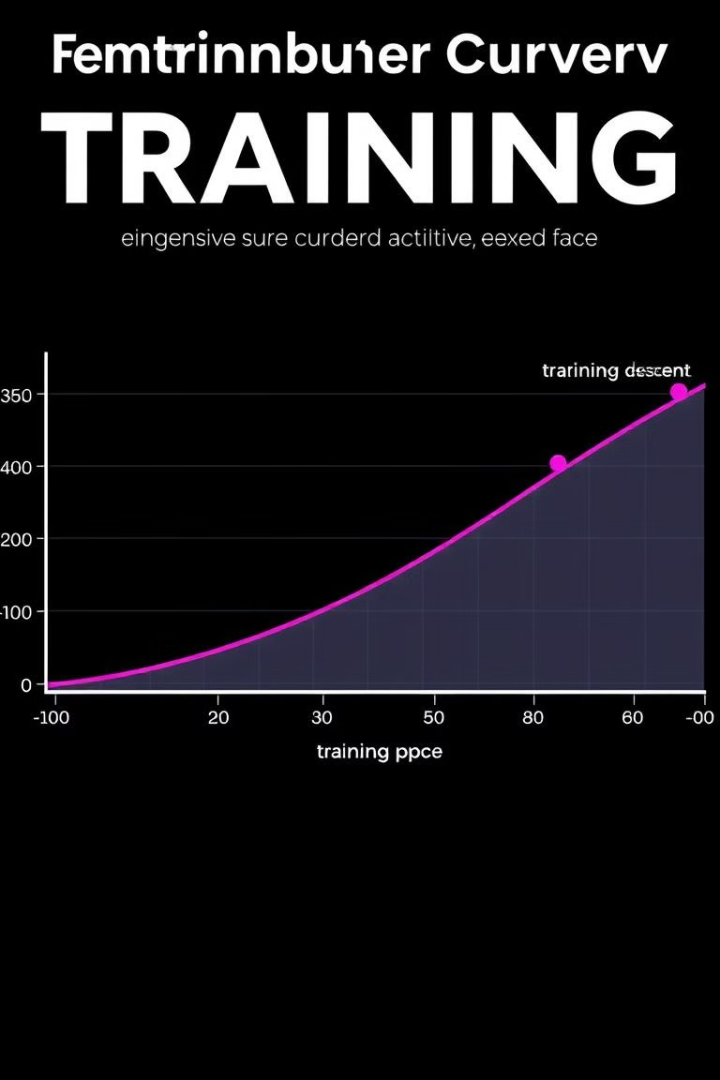 Femtrinnbuner Curverv
TRAINING
eingensive sure curderd actiltive, eexed face
trarining descent
350
400
200
-100
0
-100 20 30 50 80 60 -00
training ppce